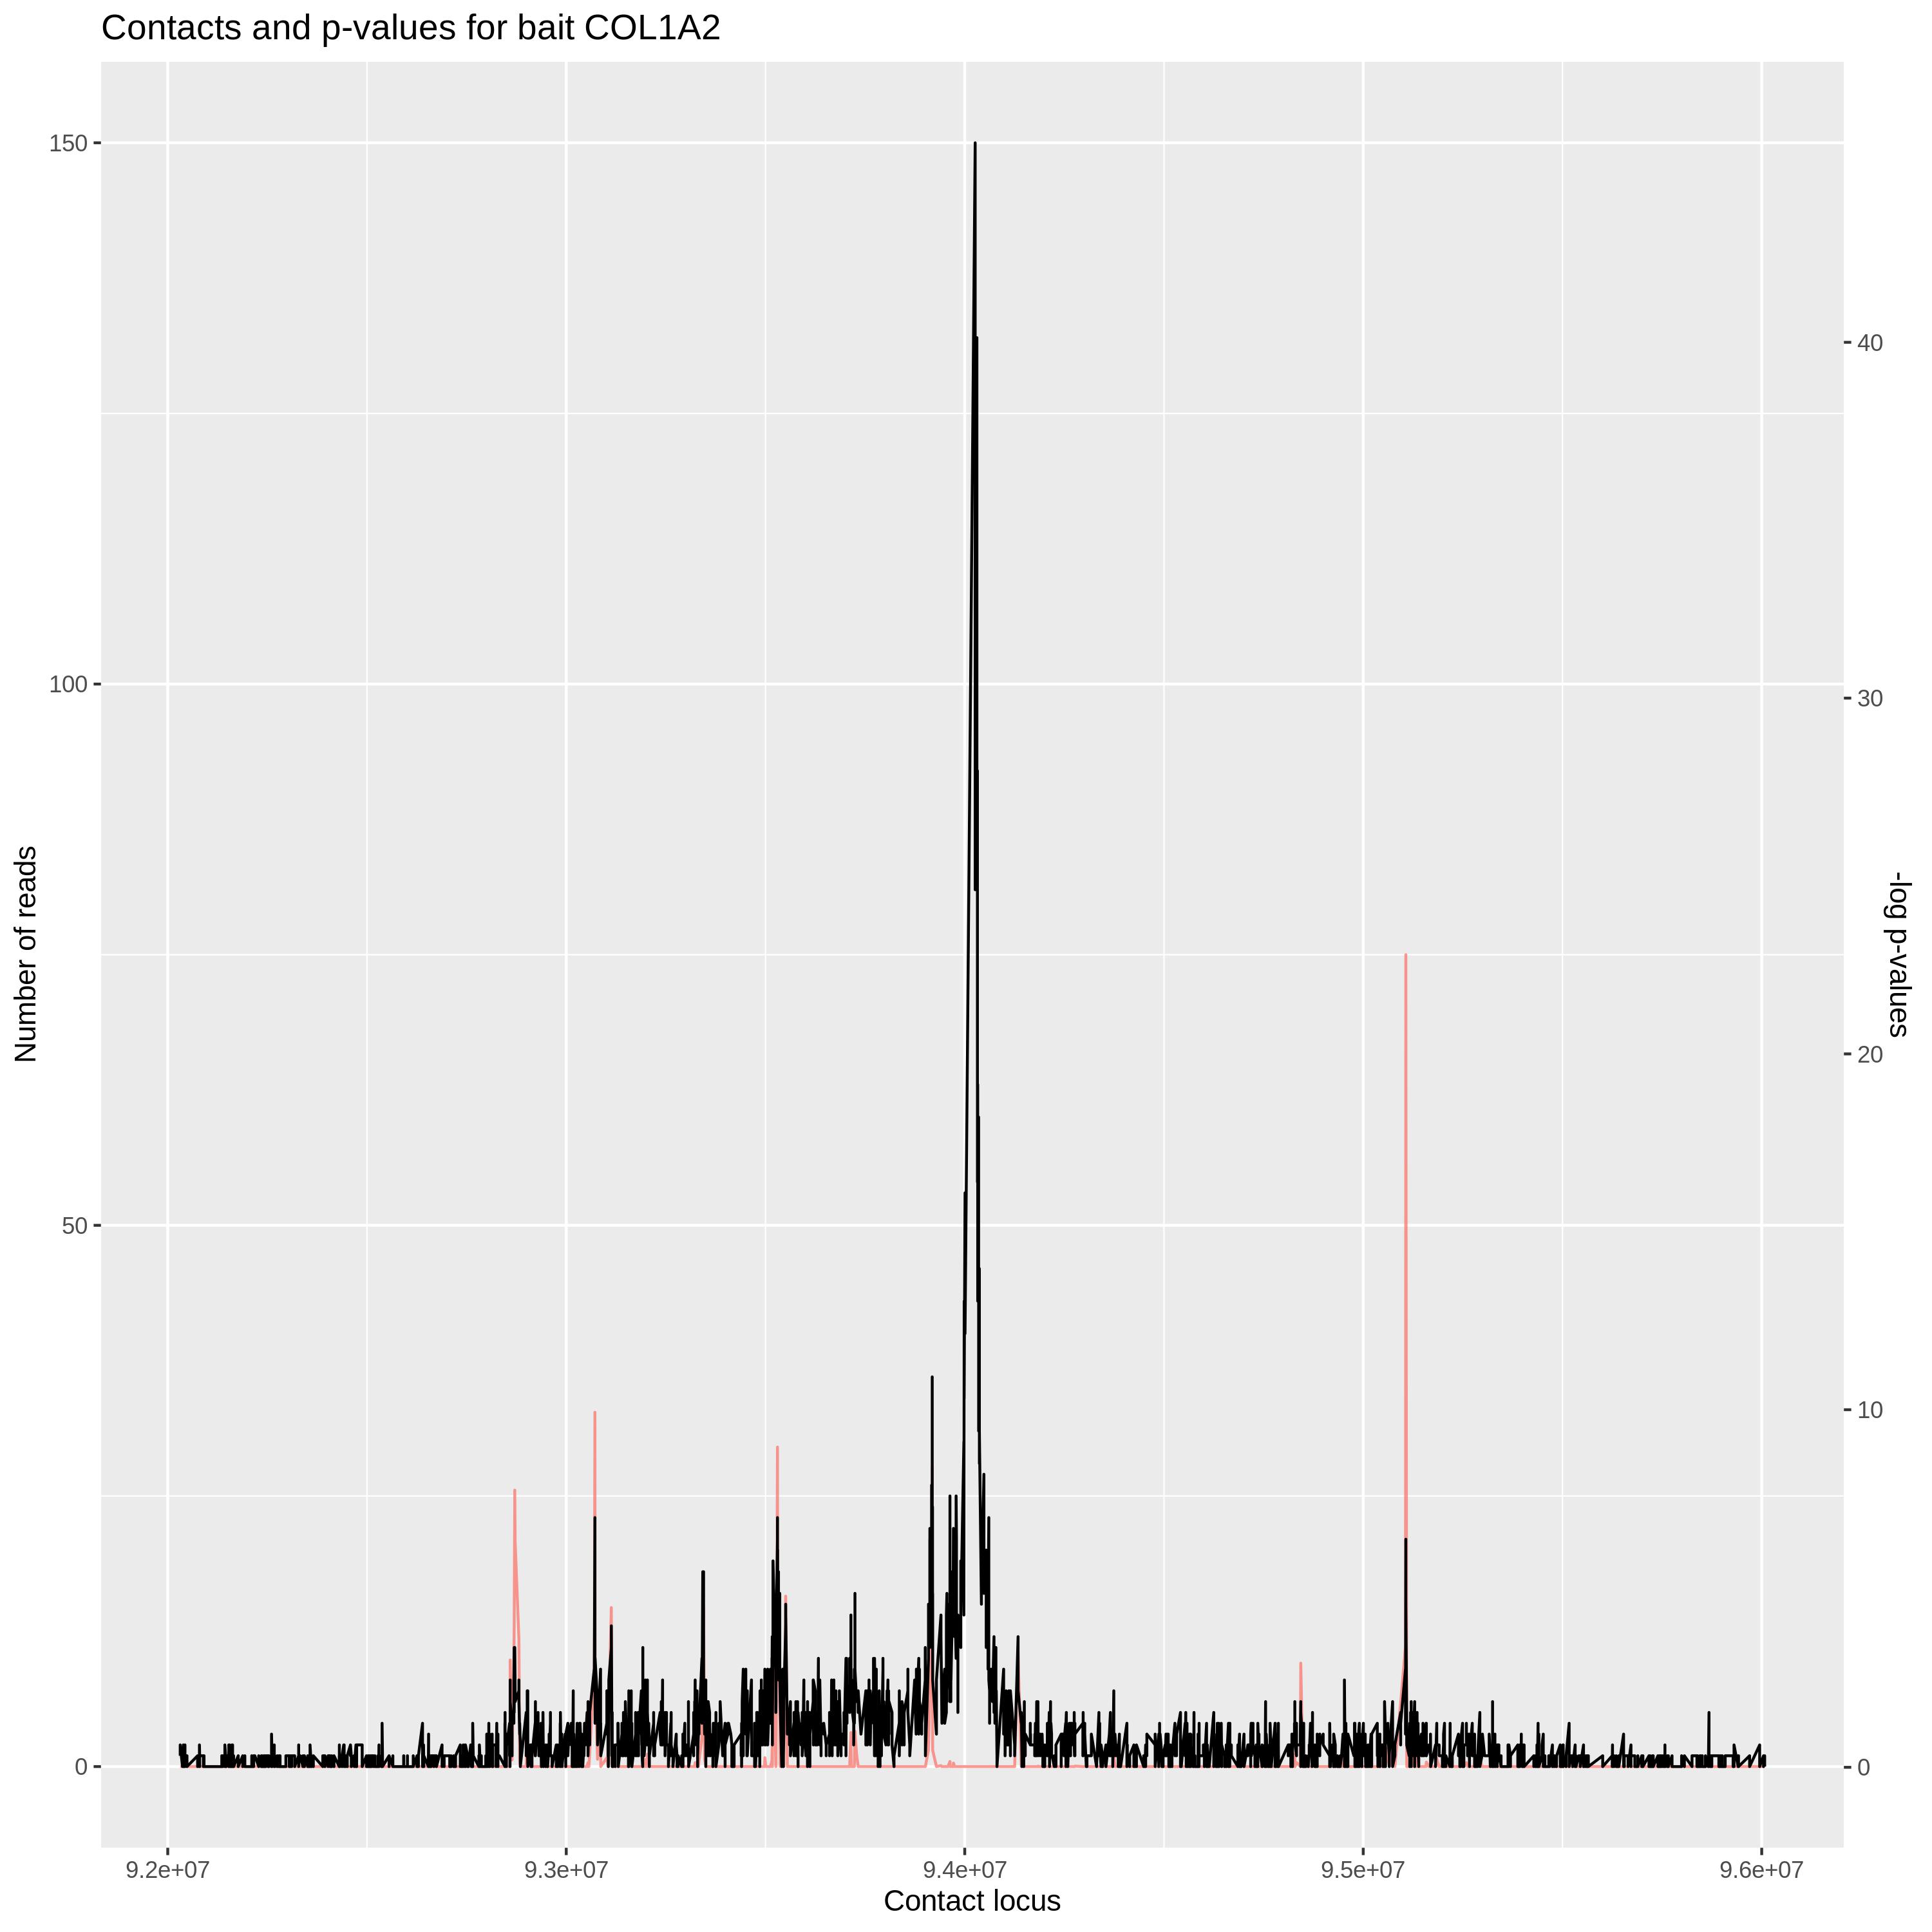 Contacts and p-values for bait COL1A2
150
100
50
0
Number of reads
40
30
20
10
0
-log p-values
9.2e+07
9.3e+07
9.4e+07
9.5e+07
9.6e+07
Contact locus